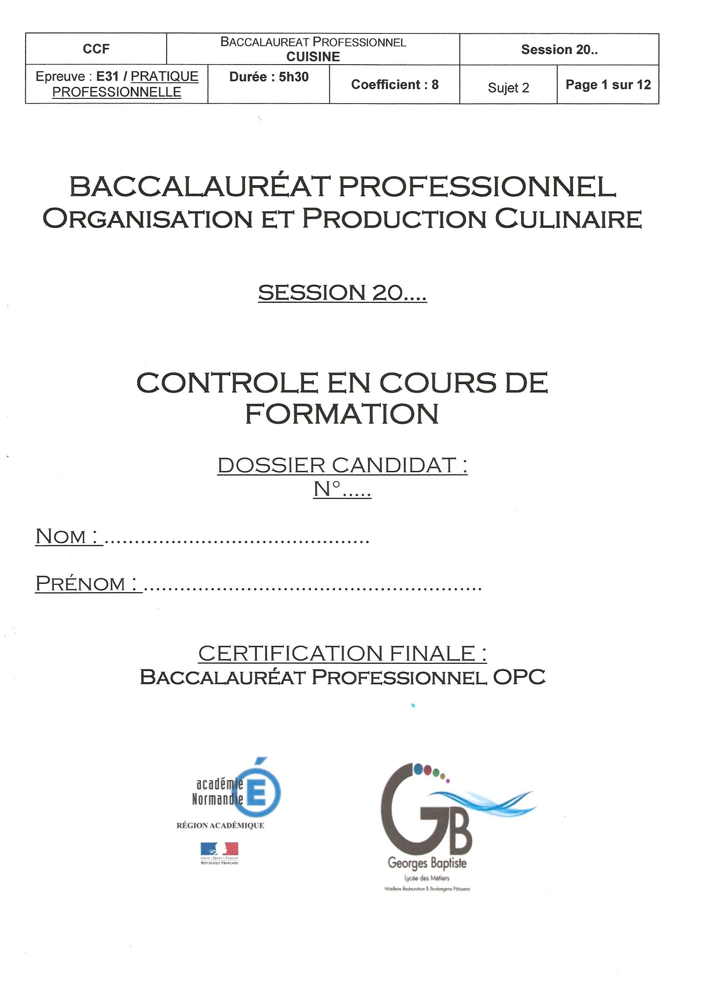 CCF
BACCALAUREAT PROFESSIONNEL
CUISINE
Session 20..
Epreuve : E31 / PRATIQUE
PROFESSIONNELLE
Durée : 5h30
Coefficient : 8
Sujet 2
Page 1 sur 12
BACCALAURÉAT PROFESSIONNEL
ORGANISATION ET PRODUCTION CULINAIRE
SESSION 20....
CONTROLE EN COURS DE
FORMATION
DOSSIER CANDIDAT :
N°.....
NOM : ............................................
PRÉNOM : ........................................................
CERTIFICATION FINALE :
BACCALAURÉAT PROFESSIONNEL OPC
académie
Normandie
É
RÉGION ACADÉMIQUE
Liberté • Égalité • Fraternité
RÉPUBLIQUE FRANÇAISE
GB
Georges Baptiste
Lycée des Métiers
Hôtellerie-Restauration & Boulangerie-Pâtisserie